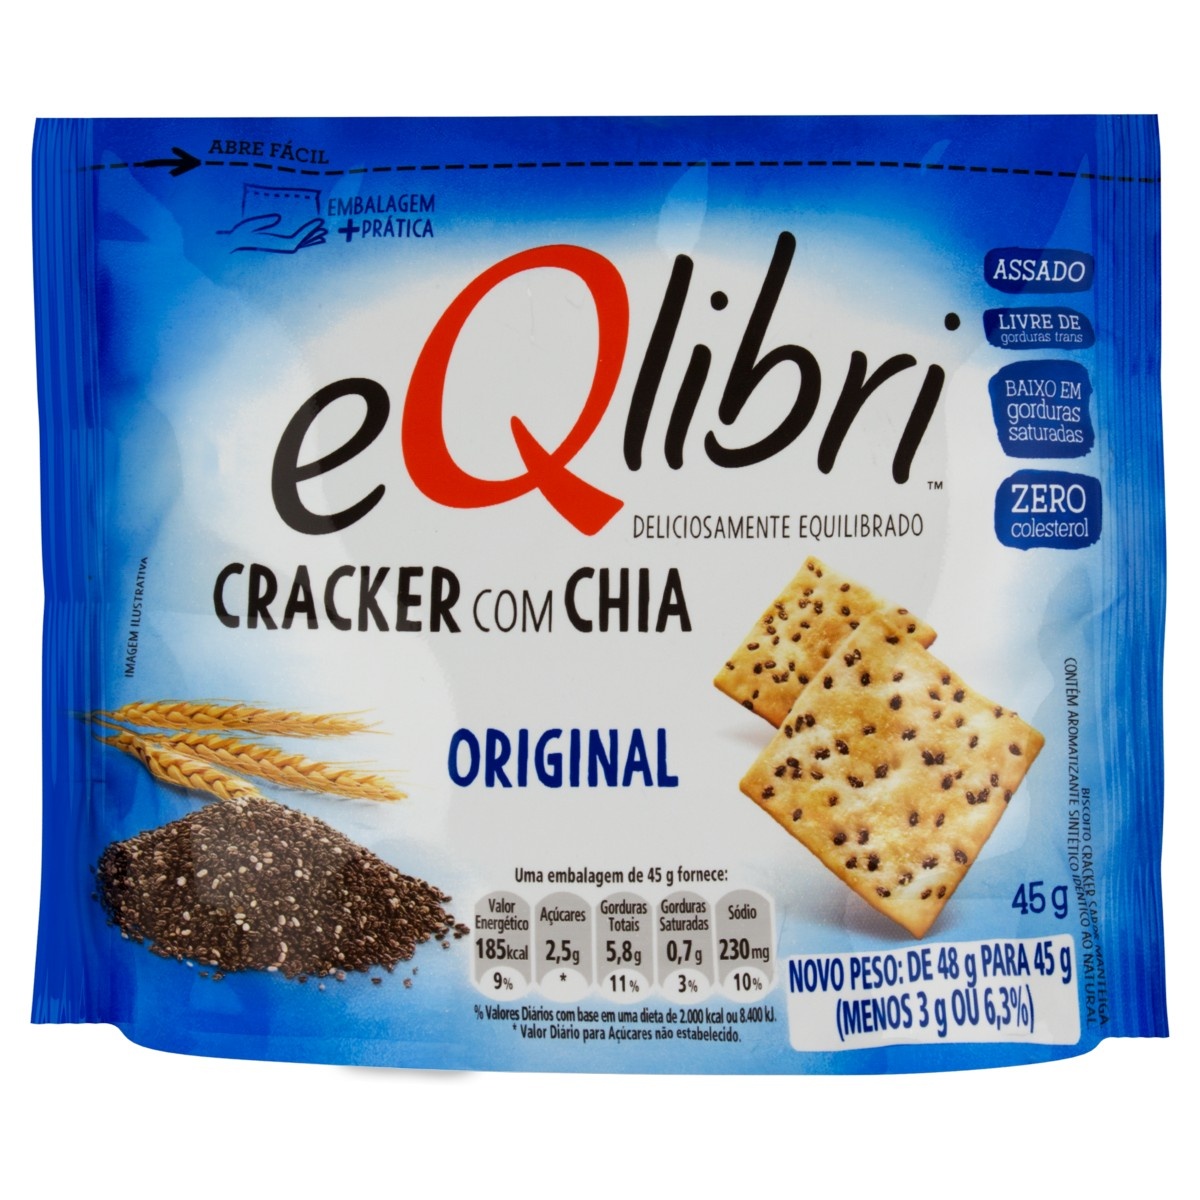 ABRE FÁCIL
EMBALAGEM
+PRÁTICA
eQlibri
TM
DELICIOSAMENTE EQUILIBRADO
ASSADO
LIVRE DE
gorduras trans
BAIXO EM
gorduras
saturadas
ZERO
colesterol
CRACKER COM CHIA
ORIGINAL
IMAGEM ILUSTRATIVA
Uma embalagem de 45 g fornece:
Valor Energético 185kcal 9%
Açúcares 2,5g *
Gorduras Totais 5,8g 11%
Gorduras Saturadas 0,7g 3%
Sódio 230mg 10%
% Valores Diários com base em uma dieta de 2.000 kcal ou 8.400 kJ.
* Valor Diário para Açúcares não estabelecido.
45 g
NOVO PESO: DE 48 g PARA 45 g
(MENOS 3 g OU 6,3%)
BISCOITO CRACKER SABOR MANTEIGA
CONTÉM AROMATIZANTE SINTÉTICO IDÊNTICO AO NATURAL